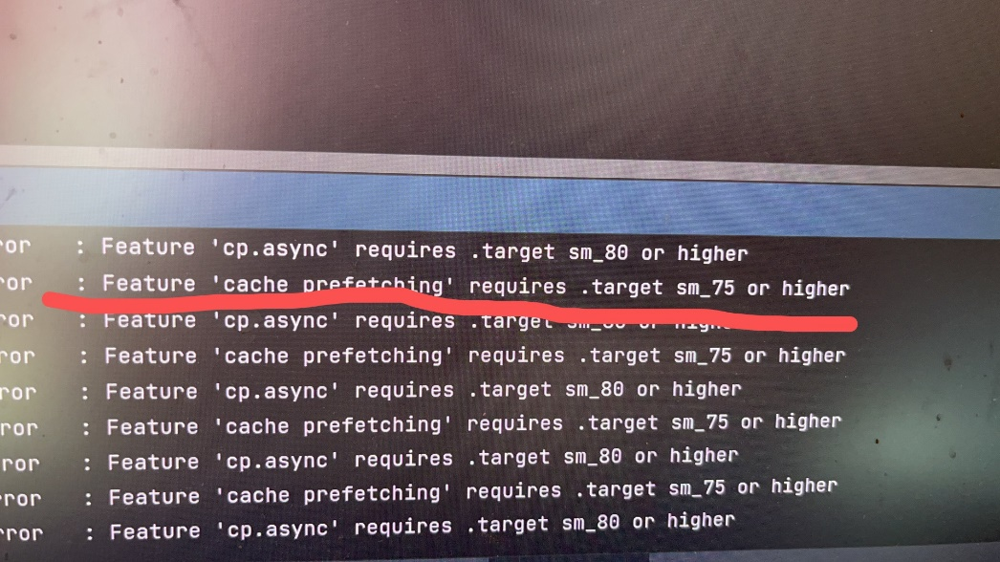 ror : Feature 'cp.async' requires .target sm_80 or higher
ror : Feature 'cache prefetching' requires .target sm_75 or higher
ror : Feature 'cp.async' requires .target sm_80 or higher
ror : Feature 'cache prefetching' requires .target sm_75 or higher
ror : Feature 'cp.async' requires .target sm_80 or higher
ror : Feature 'cache prefetching' requires .target sm_75 or higher
rror : Feature 'cp.async' requires .target sm_80 or higher
rror : Feature 'cache prefetching' requires .target sm_75 or higher
rror : Feature 'cp.async' requires .target sm_80 or higher